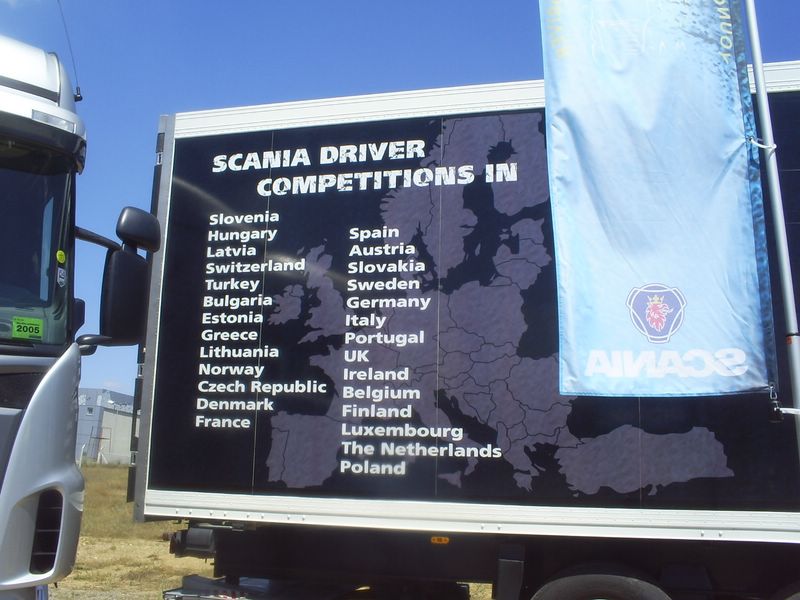 SCANIA DRIVER
COMPETITIONS IN
Slovenia
Hungary
Latvia
Switzerland
Turkey
Bulgaria
Estonia
Greece
Lithuania
Norway
Czech Republic
Denmark
France
Spain
Austria
Slovakia
Sweden
Germany
Italy
Portugal
UK
Ireland
Belgium
Finland
Luxembourg
The Netherlands
Poland
SCANIA
2005